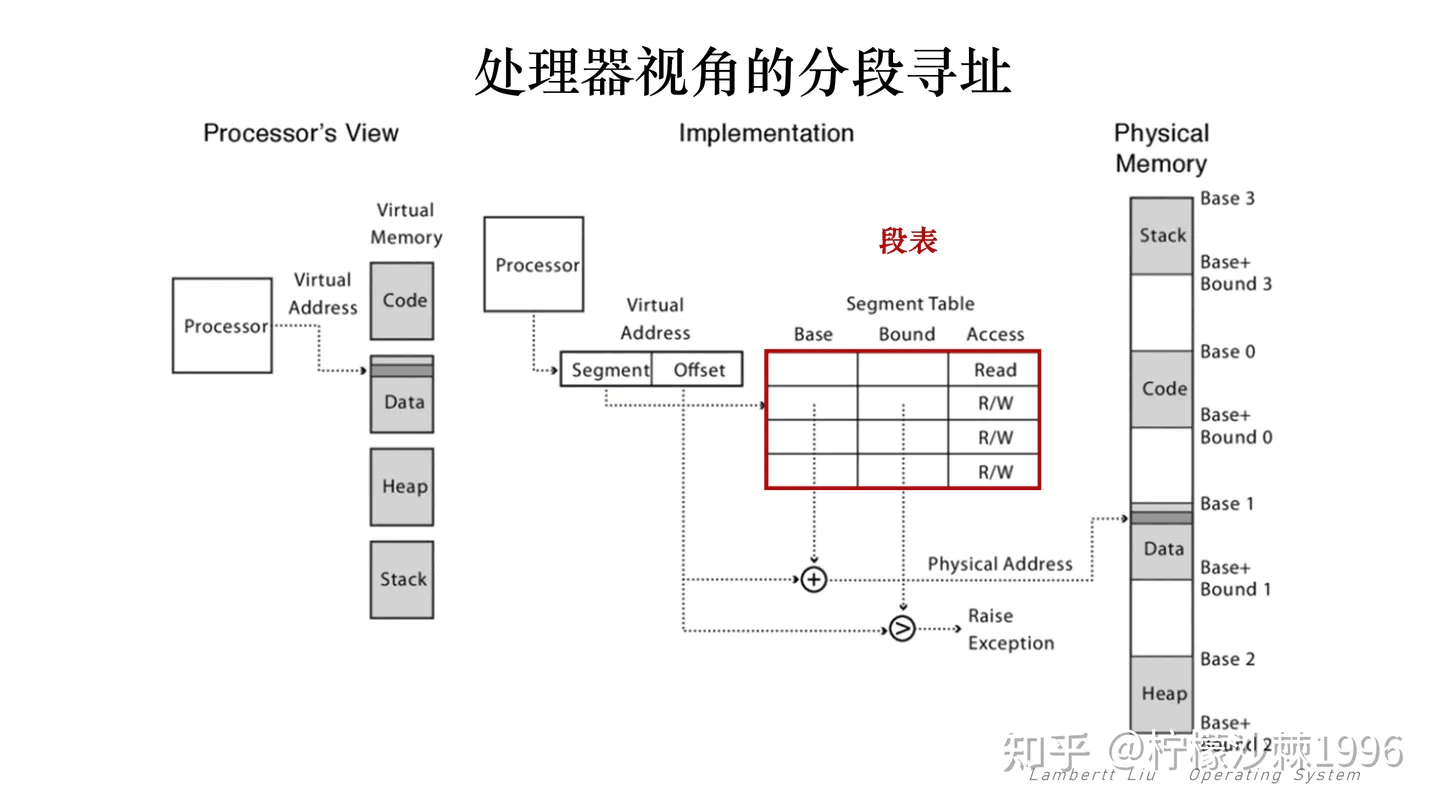 处理器视角的分段寻址
Processor's View
Implementation
Physical
Memory
Virtual
Memory
Processor
Virtual
Address
Code
Data
Heap
Stack
Processor
Virtual
Address
Segment
Offset
段表
Segment Table
Base
Bound
Access
Read
R/W
R/W
R/W
+
Physical Address
>
Raise
Exception
Stack
Code
Data
Heap
Base 3
Base+
Bound 3
Base 0
Base+
Bound 0
Base 1
Base+
Bound 1
Base 2
Base+
Bound 2
知乎 @柠檬沙棘1996
Lambertt Liu Operating System